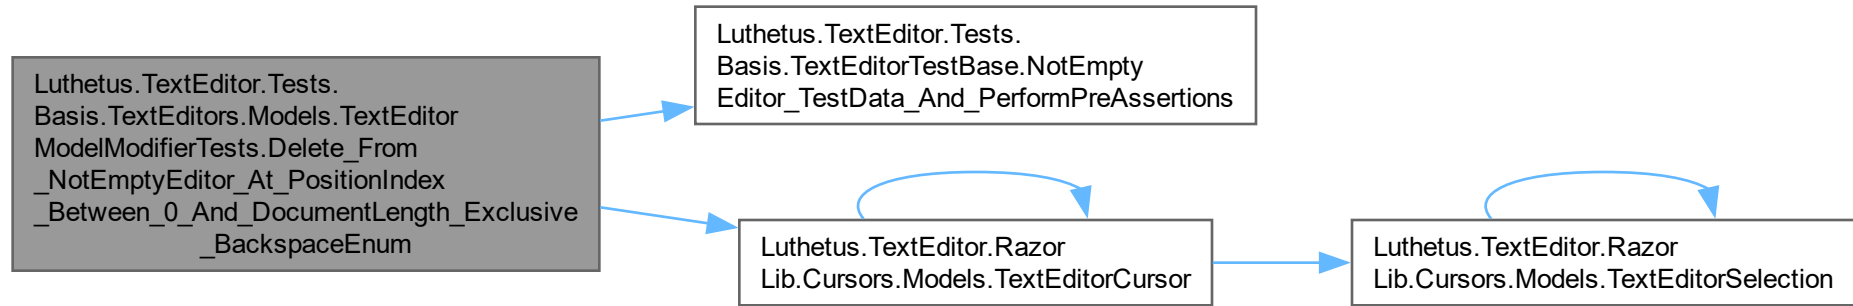 Luthetus.TextEditor.Tests.
Basis.TextEditors.Models.TextEditor
ModelModifierTests.Delete_From
_NotEmptyEditor_At_PositionIndex
_Between_0_And_DocumentLength_Exclusive
_BackspaceEnum
Luthetus.TextEditor.Tests.
Basis.TextEditorTestBase.NotEmpty
Editor_TestData_And_PerformPreAssertions
Luthetus.TextEditor.Razor
Lib.Cursors.Models.TextEditorCursor
Luthetus.TextEditor.Razor
Lib.Cursors.Models.TextEditorSelection